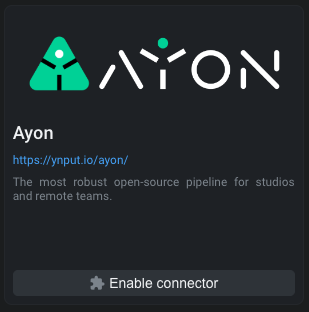 AYON
Ayon
https://ynput.io/ayon/
The most robust open-source pipeline for studios
and remote teams.
Enable connector